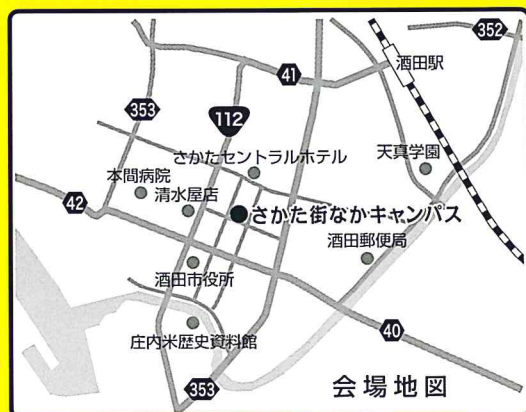 352
酒田駅
41
353
112
さかたセントラルホテル
天真学園
本間病院
清水屋店
42
さかた街なかキャンパス
酒田郵便局
酒田市役所
庄内米歴史資料館
40
353
会場地図